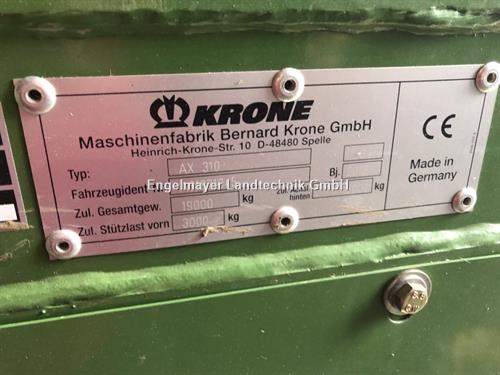 KRONE
Maschinenfabrik Bernard Krone GmbH
Heinrich-Krone-Str. 10 D-48480 Spelle
Typ: AX 310 Bj.
Engelmayer Landtechnik GmbH
Fahrzeugident
Zul. Gesamtgew. 19000 kg hinten kg
Zul. Stützlast vorn 3000 kg
CE
Made in
Germany